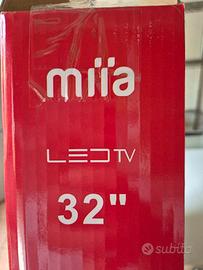 miia
LED TV
32"
subito